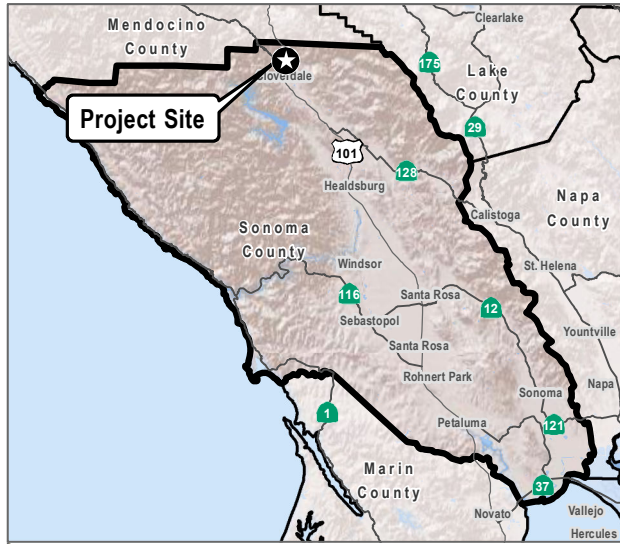 Mendocino
County
Clearlake
175
Lake
County
Cloverdale
Project Site
29
101
128
Healdsburg
Calistoga
Napa
County
Sonoma
County
St. Helena
Windsor
116
Santa Rosa
12
Sebastopol
Yountville
Santa Rosa
Rohnert Park
Sonoma
Napa
1
Petaluma
121
Marin
County
37
Novato
Vallejo
Hercules